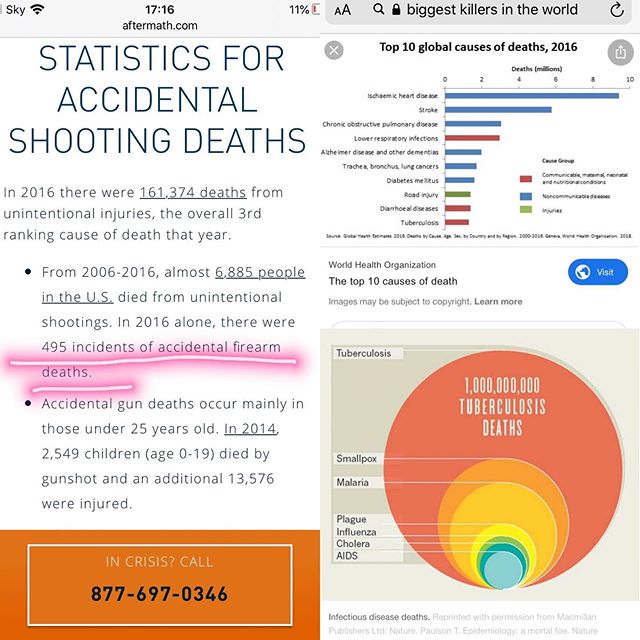 Sky 17:16 11%
aftermath.com
STATISTICS FOR
ACCIDENTAL
SHOOTING DEATHS
In 2016 there were 161,374 deaths from
unintentional injuries, the overall 3rd
ranking cause of death that year.
• From 2006-2016, almost 6,885 people
in the U.S. died from unintentional
shootings. In 2016 alone, there were
495 incidents of accidental firearm
deaths.
• Accidental gun deaths occur mainly in
those under 25 years old. In 2014,
2,549 children (age 0-19) died by
gunshot and an additional 13,576
were injured.
IN CRISIS? CALL
877-697-0346
AA biggest killers in the world
Top 10 global causes of deaths, 2016
Deaths (millions)
0 2 4 6 8 10
Ischaemic heart disease
Stroke
Chronic obstructive pulmonary disease
Lower respiratory infections
Alzheimer disease and other dementias
Trachea, bronchus, lung cancers
Diabetes mellitus
Road injury
Diarrhoeal diseases
Tuberculosis
Cause Group
Communicable, maternal, neonatal
and nutritional conditions
Noncommunicable diseases
Injuries
Source: Global Health Estimates 2016: Deaths by Cause, Age, Sex, by Country and by Region, 2000-2016. Geneva, World Health Organization; 2018.
World Health Organization
The top 10 causes of death
Visit
Images may be subject to copyright. Learn more
Tuberculosis
1,000,000,000
TUBERCULOSIS
DEATHS
Smallpox
Malaria
Plague
Influenza
Cholera
AIDS
Infectious disease deaths. Reprinted with permission from Macmillan
Publishers Ltd: Nature. Paulson T. Epidemiology: a mortal foe. Nature